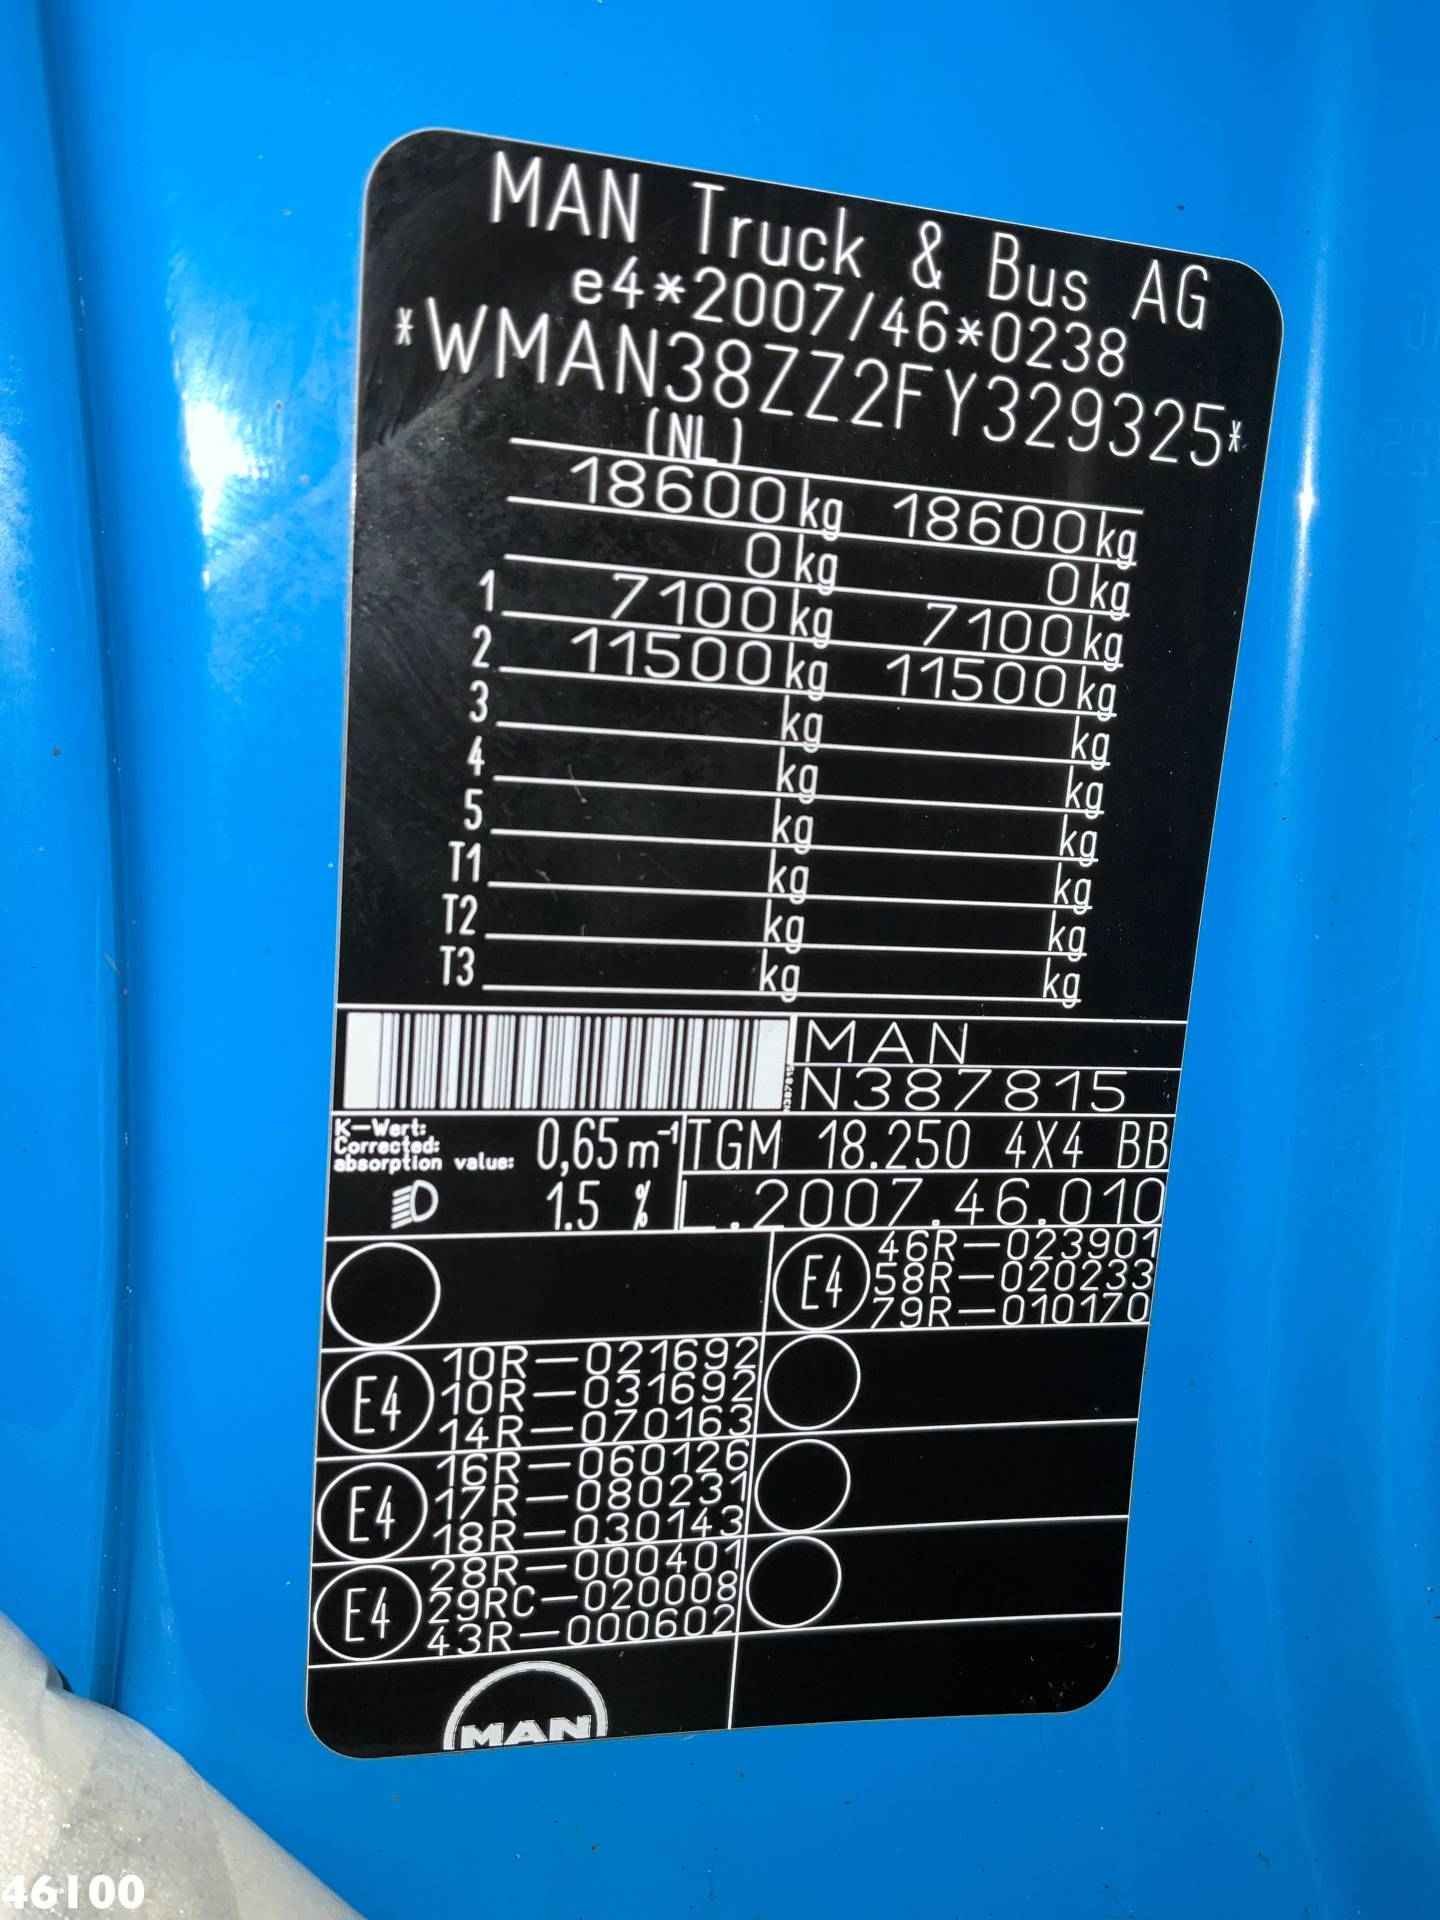 MAN Truck & Bus AG
e4*2007/46*0238
*WMAN38ZZ2FY329325*
(NL)
18600 kg 18600 kg
0 kg 0 kg
1 7100 kg 7100 kg
2 11500 kg 11500 kg
3 kg kg
4 kg kg
5 kg kg
T1 kg kg
T2 kg kg
T3 kg kg
MAN
N387815
N387815
K-Wert:
Corrected:
absorption value: 0,65 m⁻¹
1.5 %
TGM 18.250 4X4 BB
L.2007.46.010
E4
46R-023901
58R-020233
79R-010170
E4
10R-021692
10R-031692
14R-070163
E4
16R-060126
17R-080231
18R-030143
E4
28R-000401
29RC-020008
43R-000602
MAN
46100